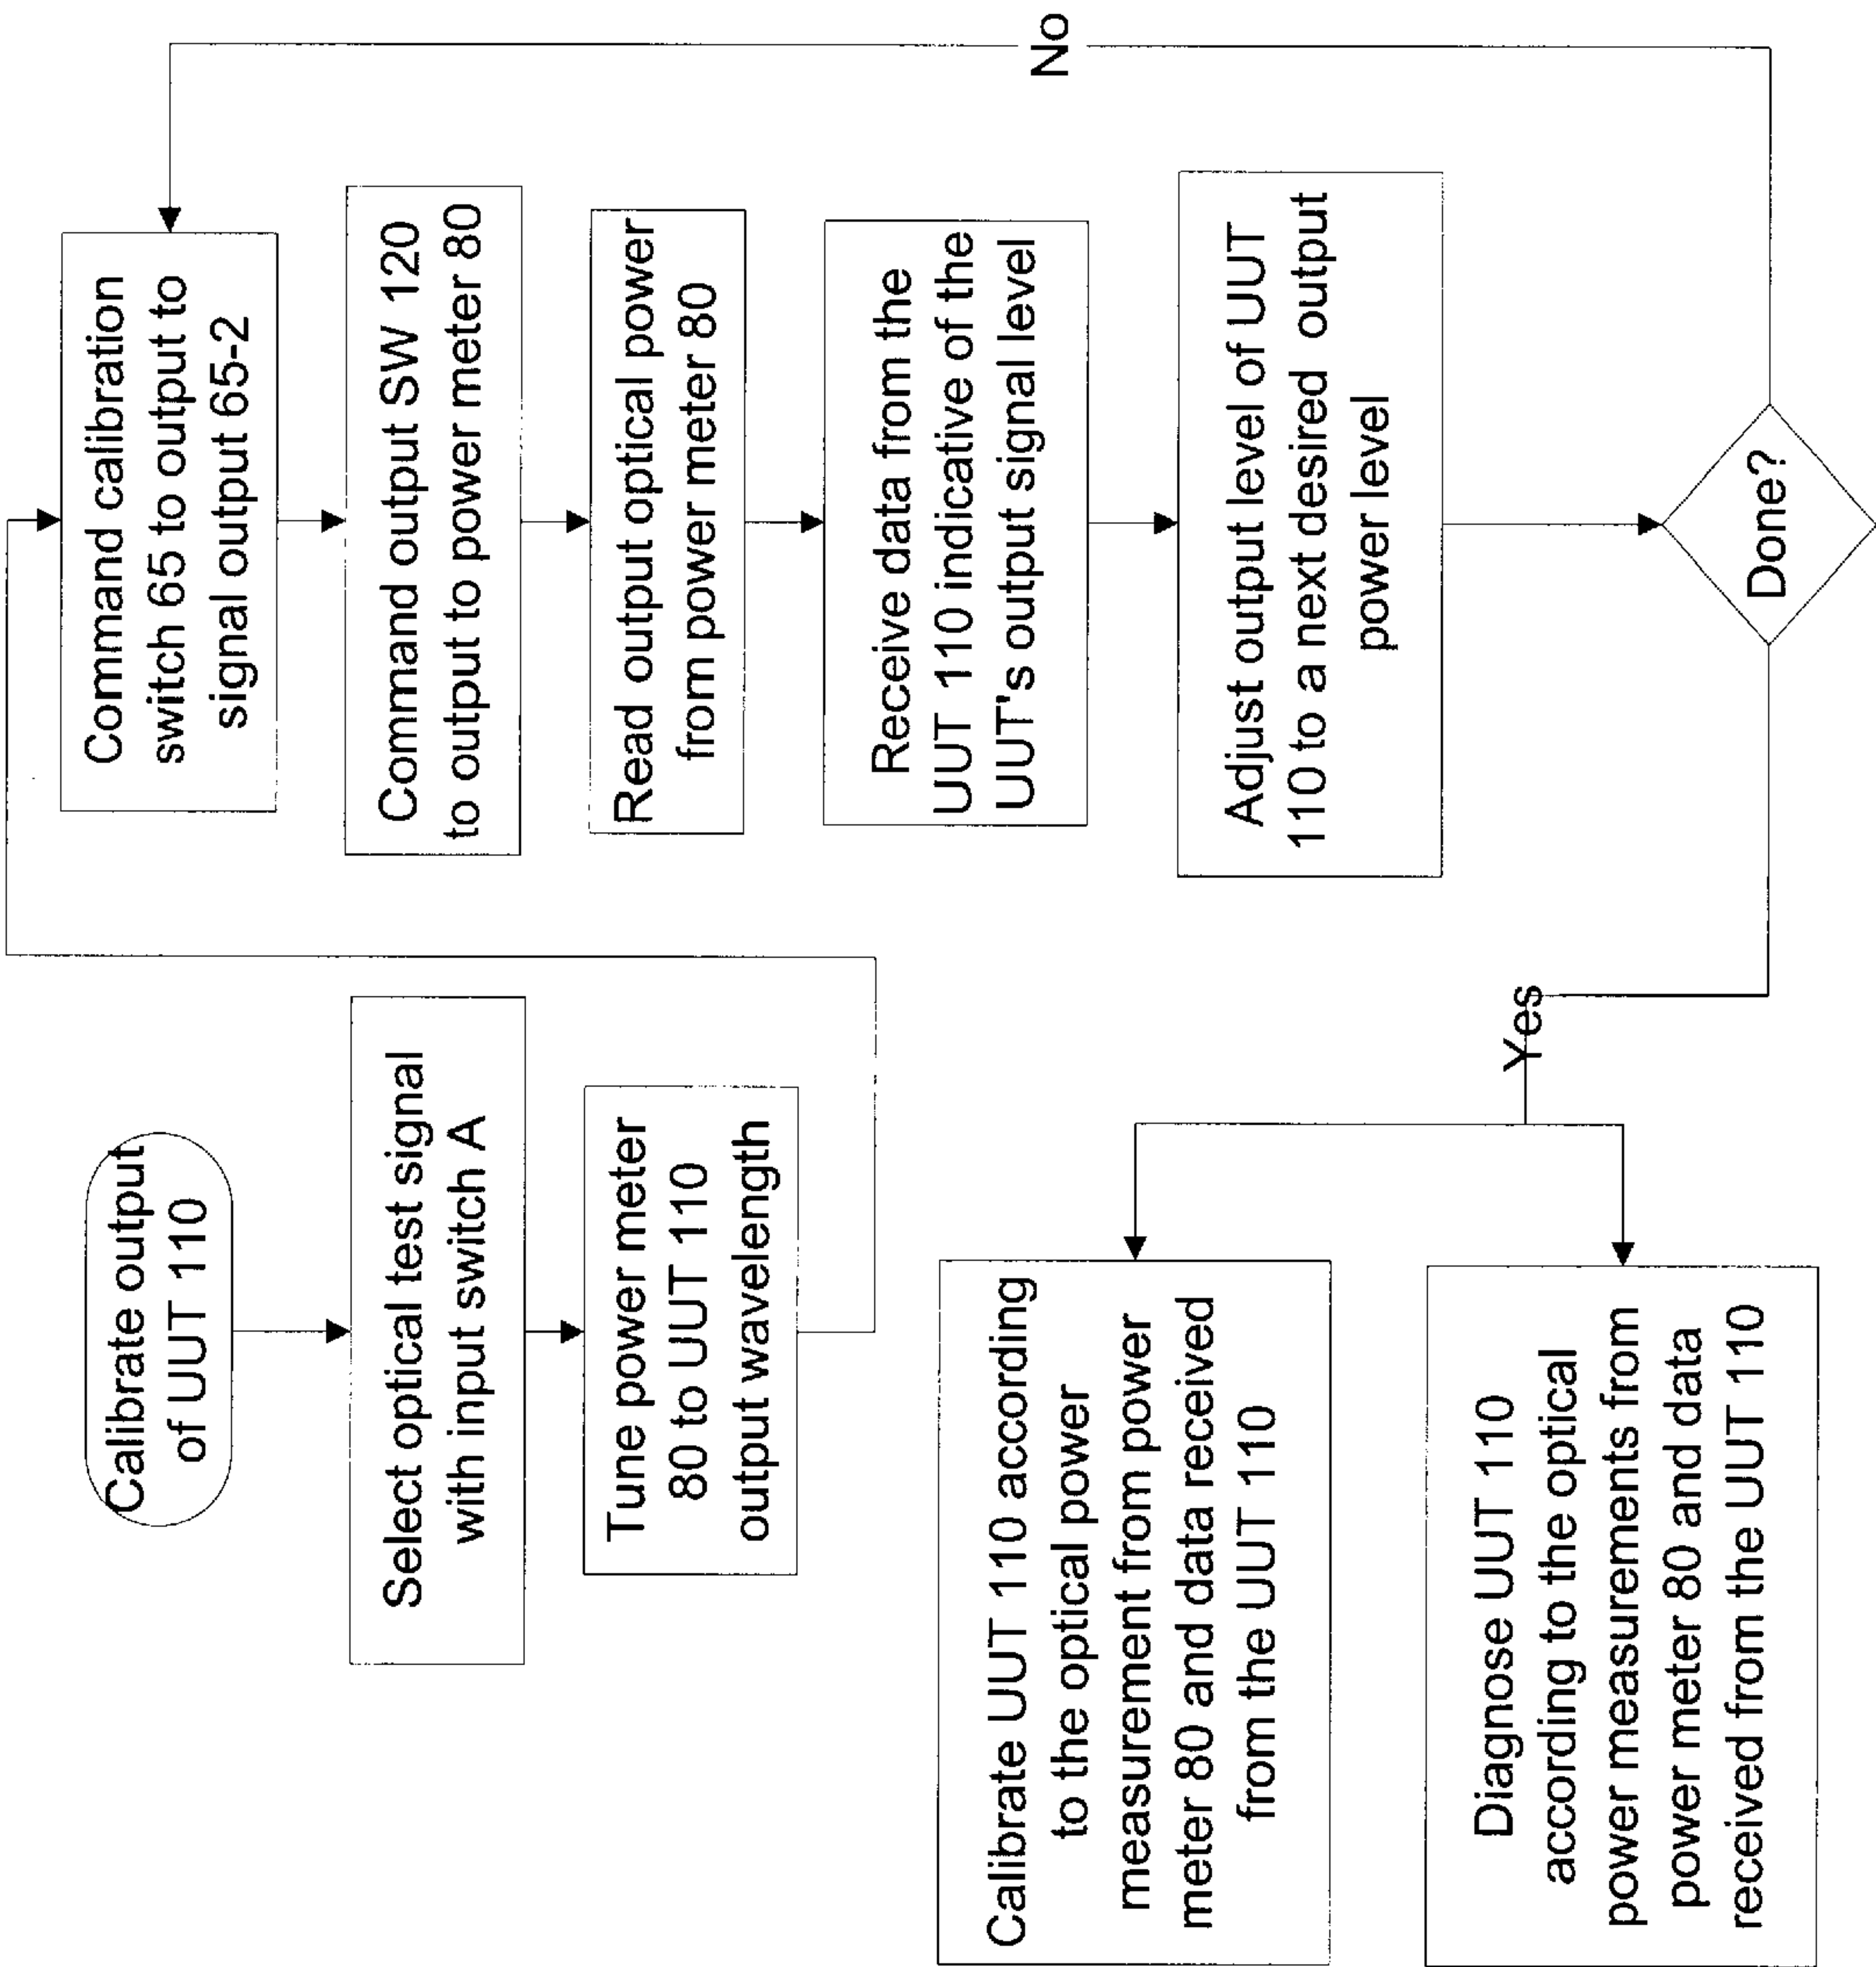 Calibrate output
of UUT 110
Select optical test signal
with input switch A
Tune power meter
80 to UUT 110
output wavelength
Command calibration
switch 65 to output to
signal output 65-2
Command output SW 120
to output to power meter 80
Read output optical power
from power meter 80
Receive data from the
UUT 110 indicative of the
UUT's output signal level
Adjust output level of UUT
110 to a next desired output
power level
Done?
No
Yes
Calibrate UUT 110 according
to the optical power
measurement from power
meter 80 and data received
from the UUT 110
Diagnose UUT 110
according to the optical
power measurements from
power meter 80 and data
received from the UUT 110